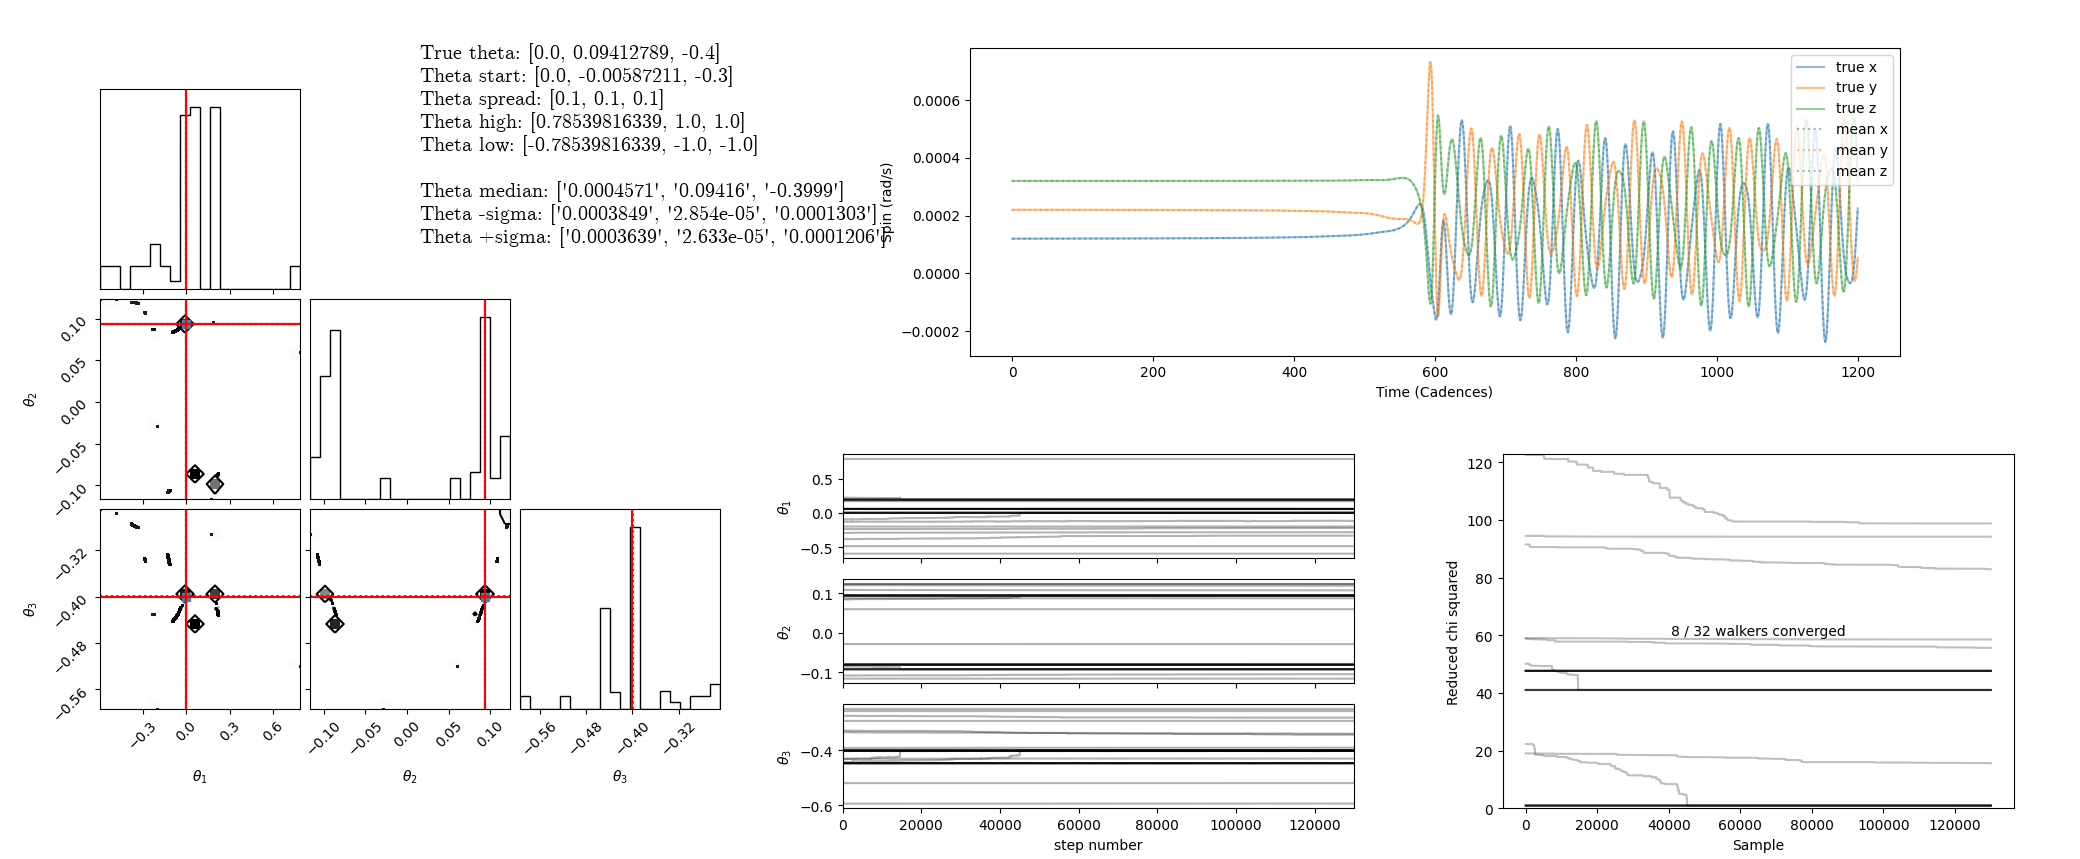 True theta: [0.0, 0.09412789, -0.4]
Theta start: [0.0, -0.00587211, -0.3]
Theta spread: [0.1, 0.1, 0.1]
Theta high: [0.78539816339, 1.0, 1.0]
Theta low: [-0.78539816339, -1.0, -1.0]
Theta median: ['0.0004571', '0.09416', '-0.3999']
Theta -sigma: ['0.0003849', '2.854e-05', '0.0001303']
Theta +sigma: ['0.0003639', '2.633e-05', '0.0001206']
0.10
0.05
0.00
−0.05
−0.10
θ2
−0.32
−0.40
−0.48
−0.56
θ3
−0.3
0.0
0.3
0.6
θ1
−0.10
−0.05
0.00
0.05
0.10
θ2
−0.56
−0.48
−0.40
−0.32
θ3
Spin (rad/s)
0.0006
0.0004
0.0002
0.0000
−0.0002
true x
true y
true z
mean x
mean y
mean z
0
200
400
600
800
1000
1200
Time (Cadences)
θ1
0.5
0.0
−0.5
θ2
0.1
0.0
−0.1
θ3
−0.4
−0.6
0
20000
40000
60000
80000
100000
120000
step number
Reduced chi squared
120
100
80
60
40
20
0
8 / 32 walkers converged
0
20000
40000
60000
80000
100000
120000
Sample